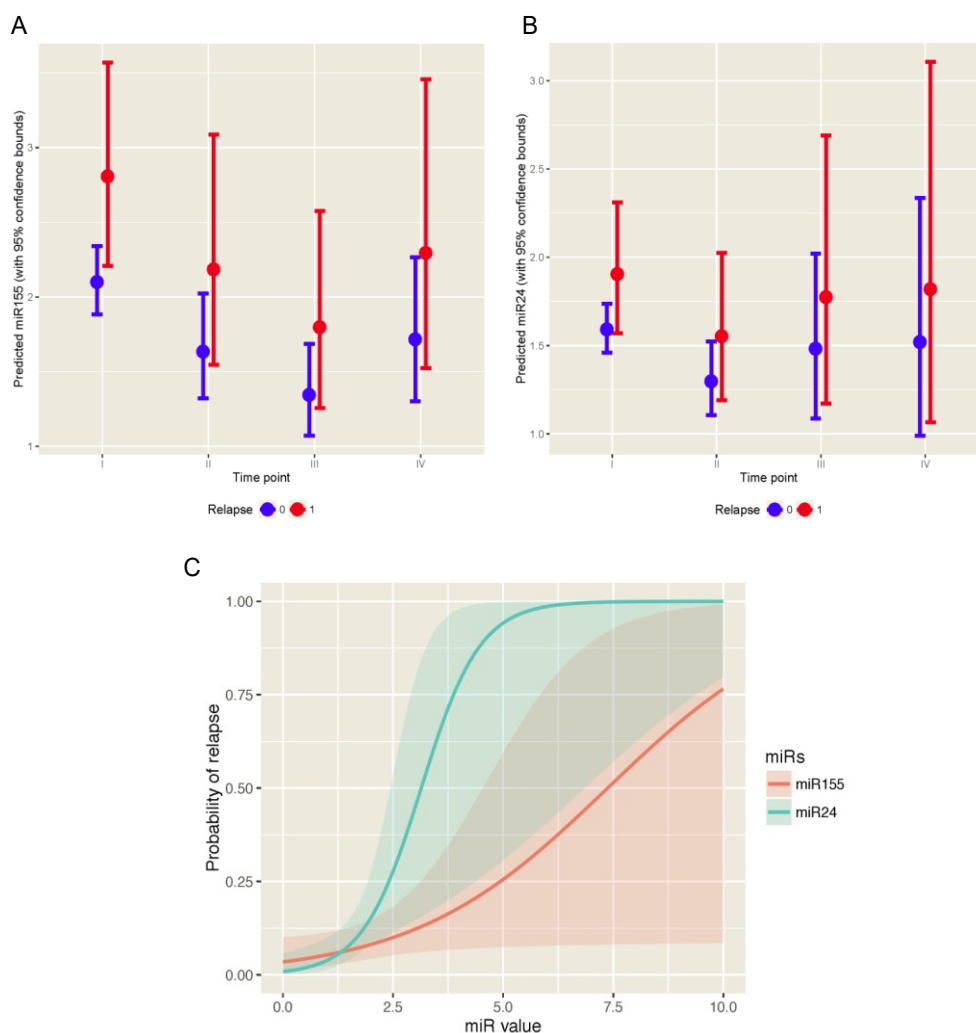 A
Predicted miR155 (with 95% confidence bounds)
3
2
1
I II III IV
Time point
Relapse 0 1
B
Predicted miR24 (with 95% confidence bounds)
3.0
2.5
2.0
1.5
1.0
I II III IV
Time point
Relapse 0 1
C
Probability of relapse
1.00
0.75
0.50
0.25
0.00
0.0 2.5 5.0 7.5 10.0
miR value
miRs
miR155
miR24